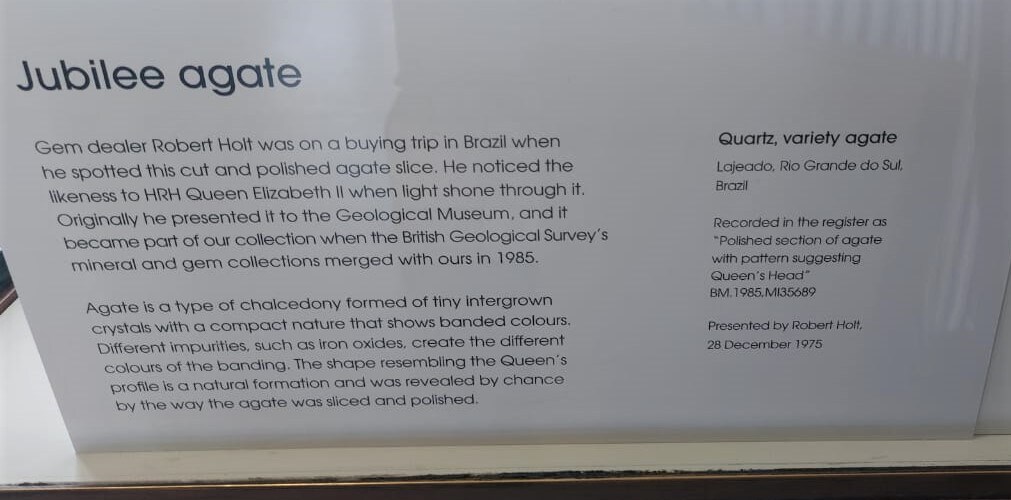 Jubilee agate
Gem dealer Robert Holt was on a buying trip in Brazil when
he spotted this cut and polished agate slice. He noticed the
likeness to HRH Queen Elizabeth II when light shone through it.
Originally he presented it to the Geological Museum, and it
became part of our collection when the British Geological Survey's
mineral and gem collections merged with ours in 1985.
Agate is a type of chalcedony formed of tiny intergrown
crystals with a compact nature that shows banded colours.
Different impurities, such as iron oxides, create the different
colours of the banding. The shape resembling the Queen's
profile is a natural formation and was revealed by chance
by the way the agate was sliced and polished.
Quartz, variety agate
Lajeado, Rio Grande do Sul,
Brazil
Recorded in the register as
"Polished section of agate
with pattern suggesting
Queen's Head"
BM.1985,MI35689
Presented by Robert Holt,
28 December 1975